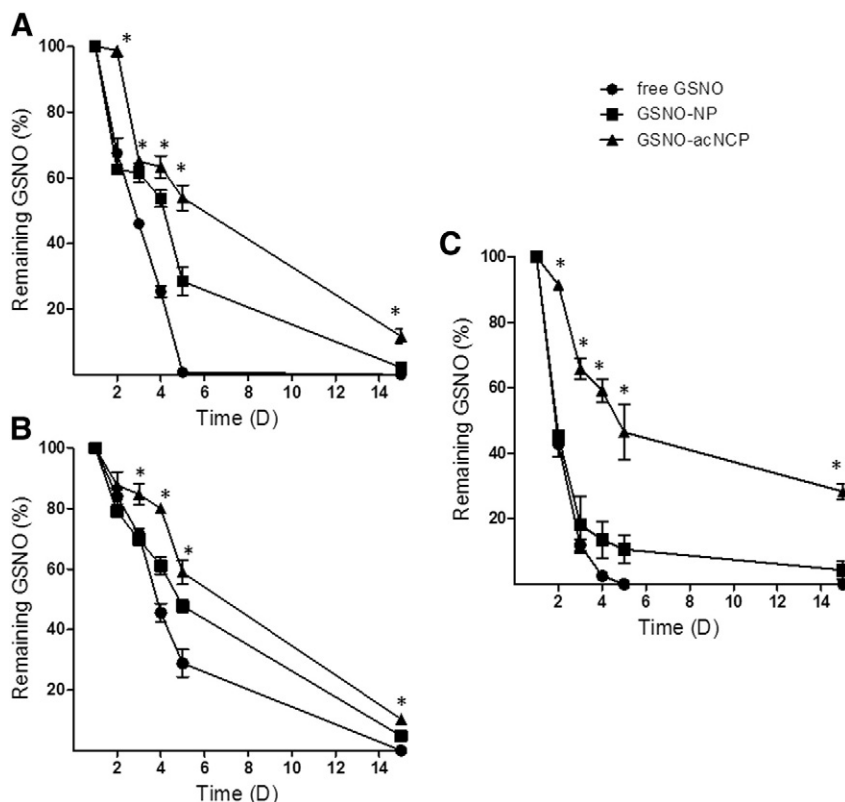 A
Remaining GSNO (%)
100
80
60
40
20
*
* *
*
*
2 4 6 8 10 12 14
Time (D)
free GSNO
GSNO-NP
GSNO-acNCP
B
Remaining GSNO (%)
100
80
60
40
20
*
*
*
*
2 4 6 8 10 12 14
Time (D)
C
Remaining GSNO (%)
100
80
60
40
20
*
*
*
*
*
2 4 6 8 10 12 14
Time (D)